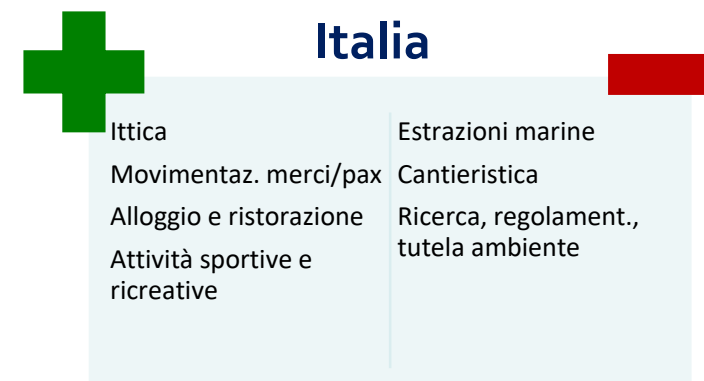 Italia
Ittica
Movimentaz. merci/pax
Alloggio e ristorazione
Attività sportive e
ricreative
Estrazioni marine
Cantieristica
Ricerca, regolament.,
tutela ambiente